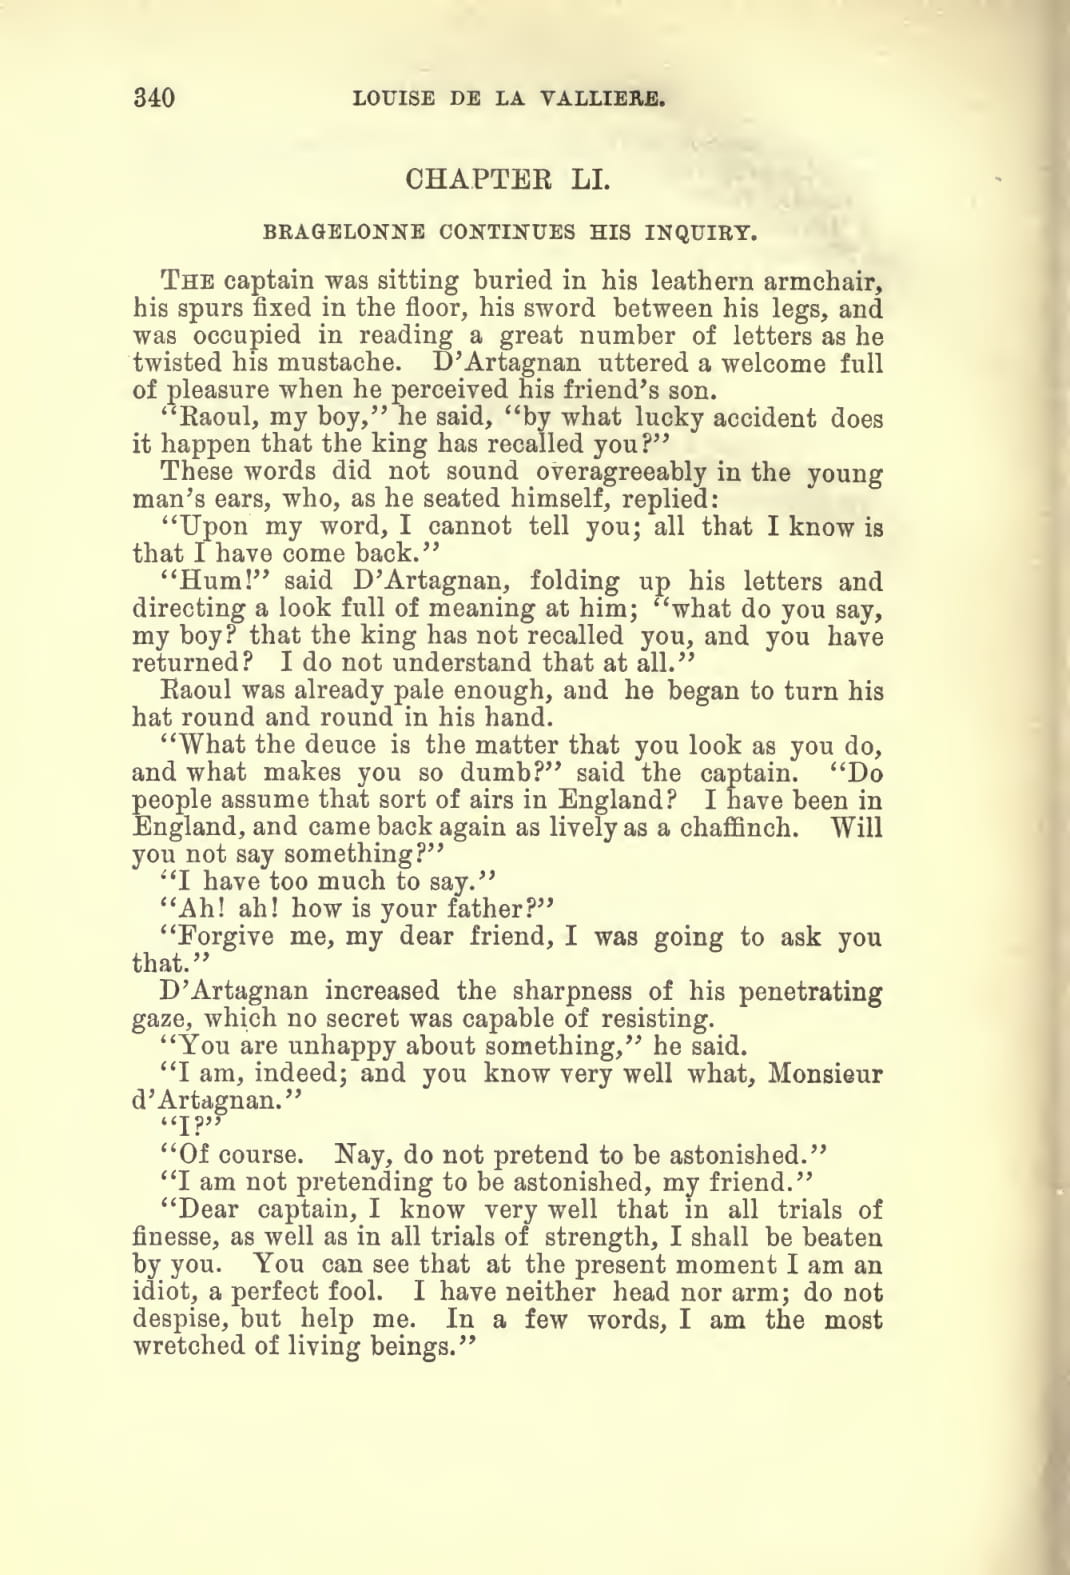 340 LOUISE DE LA VALLIERE.
CHAPTER LI.
BRAGELONNE CONTINUES HIS INQUIRY.
THE captain was sitting buried in his leathern armchair,
his spurs fixed in the floor, his sword between his legs, and
was occupied in reading a great number of letters as he
twisted his mustache. D’Artagnan uttered a welcome full
of pleasure when he perceived his friend’s son.
“Raoul, my boy,” he said, “by what lucky accident does
it happen that the king has recalled you?”
These words did not sound overagreeably in the young
man’s ears, who, as he seated himself, replied:
“Upon my word, I cannot tell you; all that I know is
that I have come back.”
“Hum!” said D’Artagnan, folding up his letters and
directing a look full of meaning at him; “what do you say,
my boy? that the king has not recalled you, and you have
returned? I do not understand that at all.”
Raoul was already pale enough, and he began to turn his
hat round and round in his hand.
“What the deuce is the matter that you look as you do,
and what makes you so dumb?” said the captain. “Do
people assume that sort of airs in England? I have been in
England, and came back again as lively as a chaffinch. Will
you not say something?”
“I have too much to say.”
“Ah! ah! how is your father?”
“Forgive me, my dear friend, I was going to ask you
that.”
D’Artagnan increased the sharpness of his penetrating
gaze, which no secret was capable of resisting.
“You are unhappy about something,” he said.
“I am, indeed; and you know very well what, Monsieur
d’Artagnan.”
“I?”
“Of course. Nay, do not pretend to be astonished.”
“I am not pretending to be astonished, my friend.”
“Dear captain, I know very well that in all trials of
finesse, as well as in all trials of strength, I shall be beaten
by you. You can see that at the present moment I am an
idiot, a perfect fool. I have neither head nor arm; do not
despise, but help me. In a few words, I am the most
wretched of living beings.”